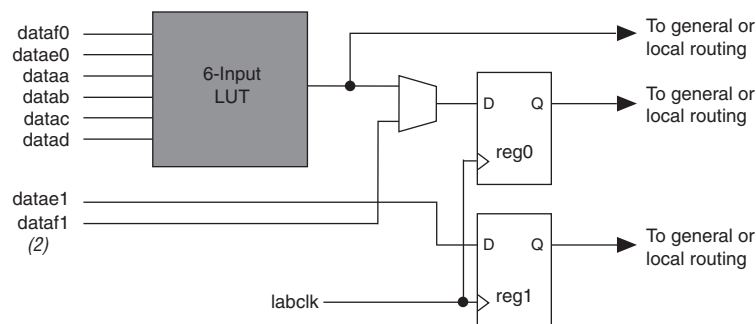 dataf0
datae0
dataa
datab
datac
datad
6-Input
LUT
To general or
local routing
D
Q
reg0
To general or
local routing
datae1
dataf1
(2)
D
Q
reg1
To general or
local routing
labclk